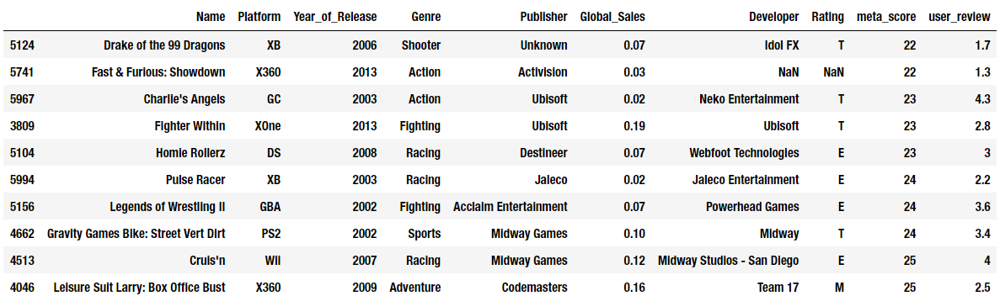 Name Platform Year_of_Release Genre Publisher Global_Sales Developer Rating meta_score user_review
5124 Drake of the 99 Dragons XB 2006 Shooter Unknown 0.07 Idol FX T 22 1.7
5741 Fast & Furious: Showdown X360 2013 Action Activision 0.03 NaN NaN 22 1.3
5967 Charlie's Angels GC 2003 Action Ubisoft 0.02 Neko Entertainment T 23 4.3
3809 Fighter Within XOne 2013 Fighting Ubisoft 0.19 Ubisoft T 23 2.8
5104 Homie Rollerz DS 2008 Racing Destineer 0.07 Webfoot Technologies E 23 3
5994 Pulse Racer XB 2003 Racing Jaleco 0.02 Jaleco Entertainment E 24 2.2
5156 Legends of Wrestling II GBA 2002 Fighting Acclaim Entertainment 0.07 Powerhead Games E 24 3.6
4662 Gravity Games Bike: Street Vert Dirt PS2 2002 Sports Midway Games 0.10 Midway T 24 3.4
4513 Cruis'n Wii 2007 Racing Midway Games 0.12 Midway Studios - San Diego E 25 4
4046 Leisure Suit Larry: Box Office Bust X360 2009 Adventure Codemasters 0.16 Team 17 M 25 2.5